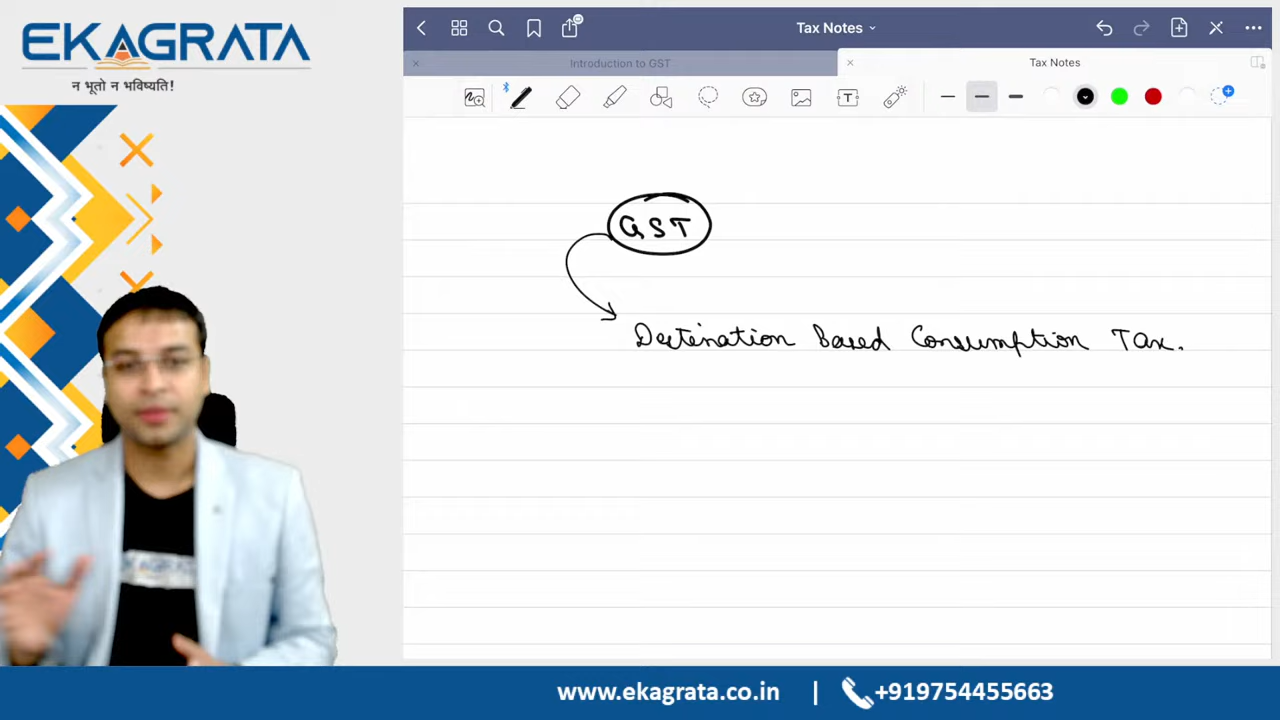 EKAGRATA
न भूतो न भविष्यति!
Tax Notes
Introduction to GST
Tax Notes
T
GST
Destination Based Consumption Tax.
EKAGRATA
www.ekagrata.co.in | +919754455663